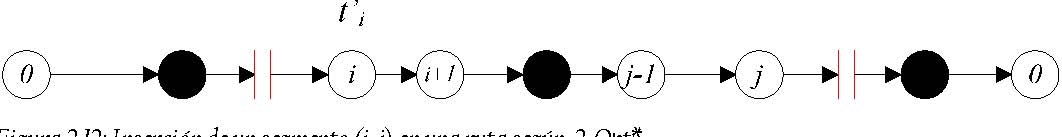 t'i
0 i i+1 j-1 j 0
Figura 2.12: Inserción de un segmento (i,j) en una ruta según 2-Opt*